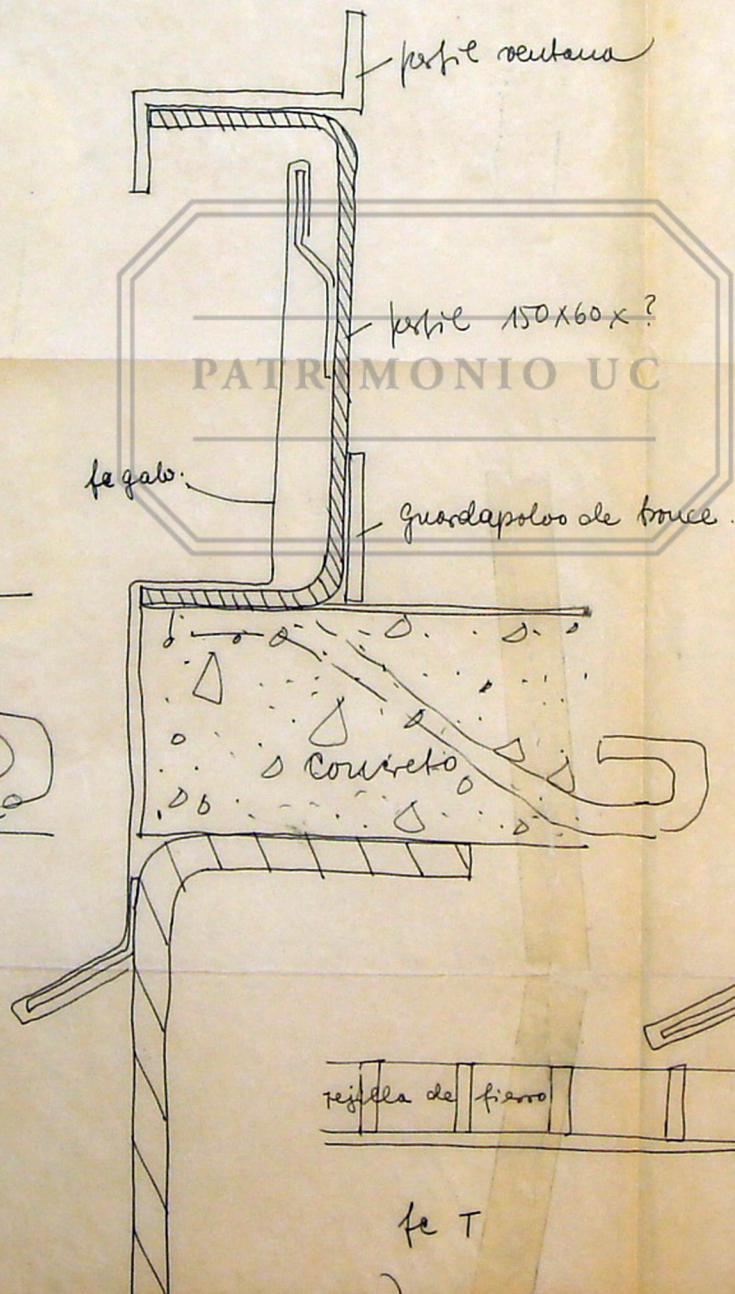 perfil ventana
perfil 150x60x?
PATRIMONIO UC
fe galv.
guardapolvo de bronce.
Concreto
rejilla de fierro
fe T